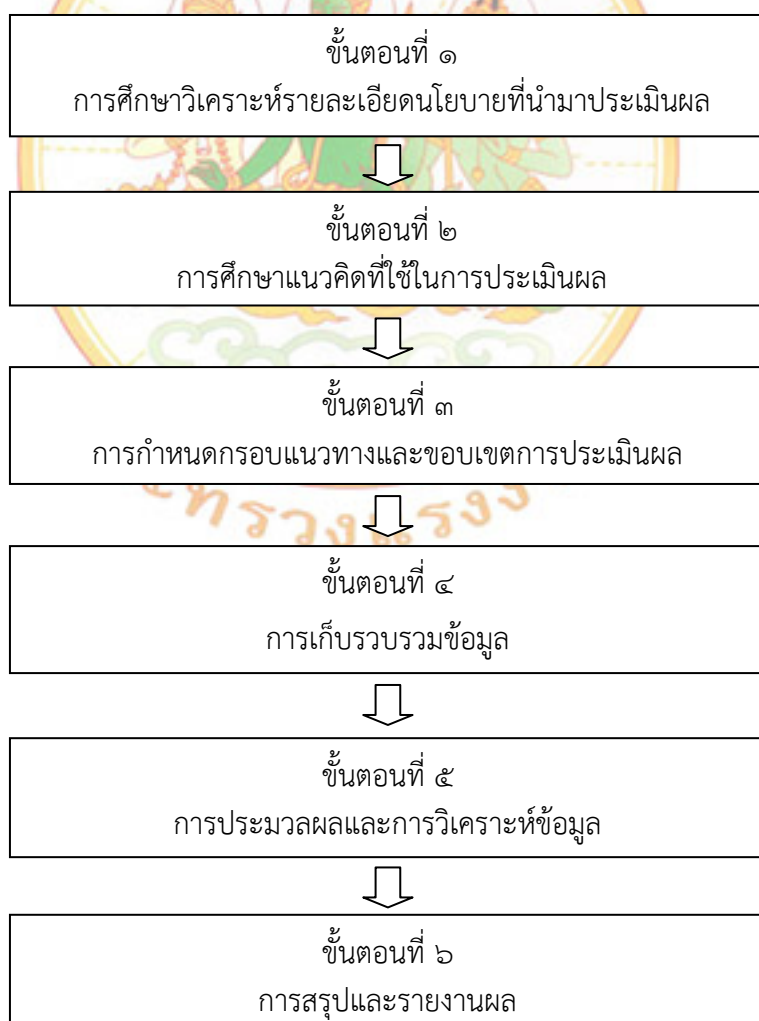 ขั้นตอนที่ ๑
การศึกษาวิเคราะห์รายละเอียดนโยบายที่นำมาประเมินผล
ขั้นตอนที่ ๒
การศึกษาแนวคิดที่ใช้ในการประเมินผล
ขั้นตอนที่ ๓
การกำหนดกรอบแนวทางและขอบเขตการประเมินผล
ทรวงแรงง
ขั้นตอนที่ ๔
การเก็บรวบรวมข้อมูล
ขั้นตอนที่ ๕
การประมวลผลและการวิเคราะห์ข้อมูล
ขั้นตอนที่ ๖
การสรุปและรายงานผล